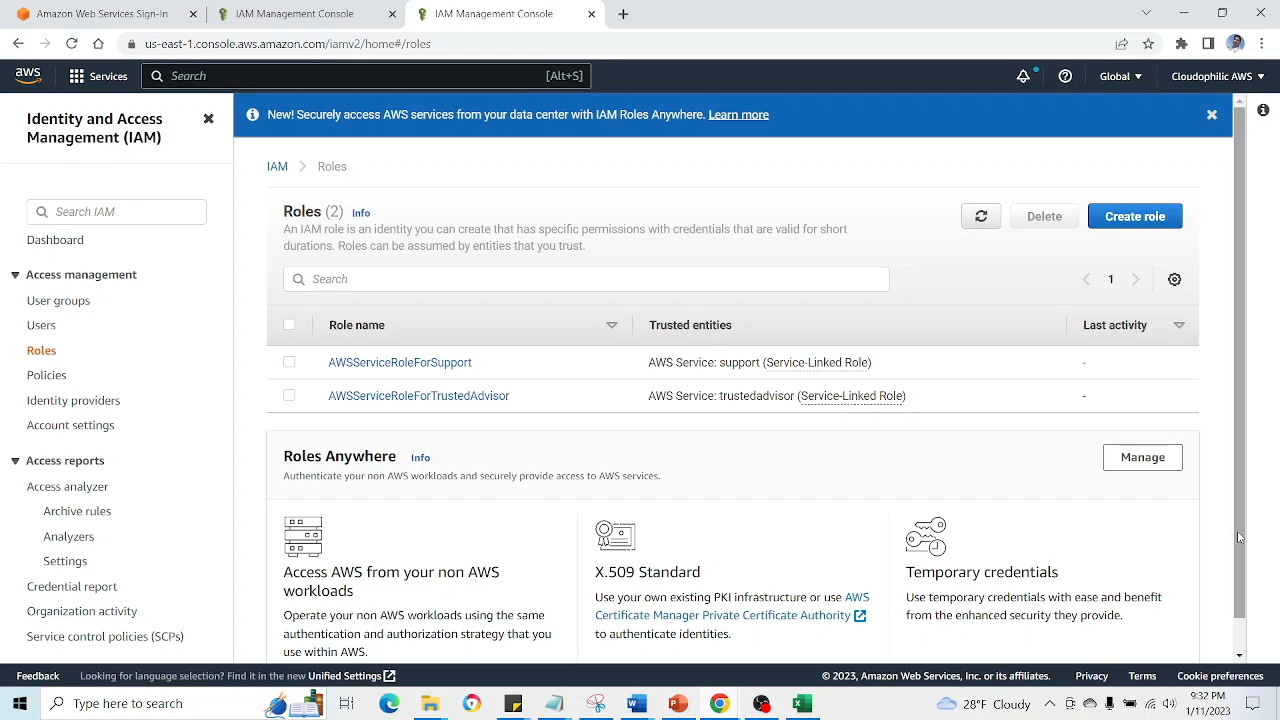 Amazon Web Services Sign-In
IAM Management Console
IAM Management Console
us-east-1.console.aws.amazon.com/iamv2/home#/roles
aws
Services
Search
[Alt+S]
Global
Cloudophilic AWS
Identity and Access
Management (IAM)
Search IAM
Dashboard
Access management
User groups
Users
Roles
Policies
Identity providers
Account settings
Access reports
Access analyzer
Archive rules
Analyzers
Settings
Credential report
Organization activity
Service control policies (SCPs)
New! Securely access AWS services from your data center with IAM Roles Anywhere. Learn more
IAM
Roles
Roles (2) Info
An IAM role is an identity you can create that has specific permissions with credentials that are valid for short
durations. Roles can be assumed by entities that you trust.
Delete
Create role
Search
1
Role name
Trusted entities
Last activity
AWSServiceRoleForSupport
AWS Service: support (Service-Linked Role)
-
AWSServiceRoleForTrustedAdvisor
AWS Service: trustedadvisor (Service-Linked Role)
-
Roles Anywhere Info
Authenticate your non AWS workloads and securely provide access to AWS services.
Manage
Access AWS from your non AWS
workloads
Operate your non AWS workloads using the same
authentication and authorization strategy that you
use within AWS.
X.509 Standard
Use your own existing PKI infrastructure or use AWS
Certificate Manager Private Certificate Authority
to authenticate identities.
Temporary credentials
Use temporary credentials with ease and benefit
from the enhanced security they provide.
Feedback
Looking for language selection? Find it in the new Unified Settings
© 2023, Amazon Web Services, Inc. or its affiliates.
Privacy
Terms
Cookie preferences
Type here to search
28°F Cloudy
9:32 PM
1/11/2023